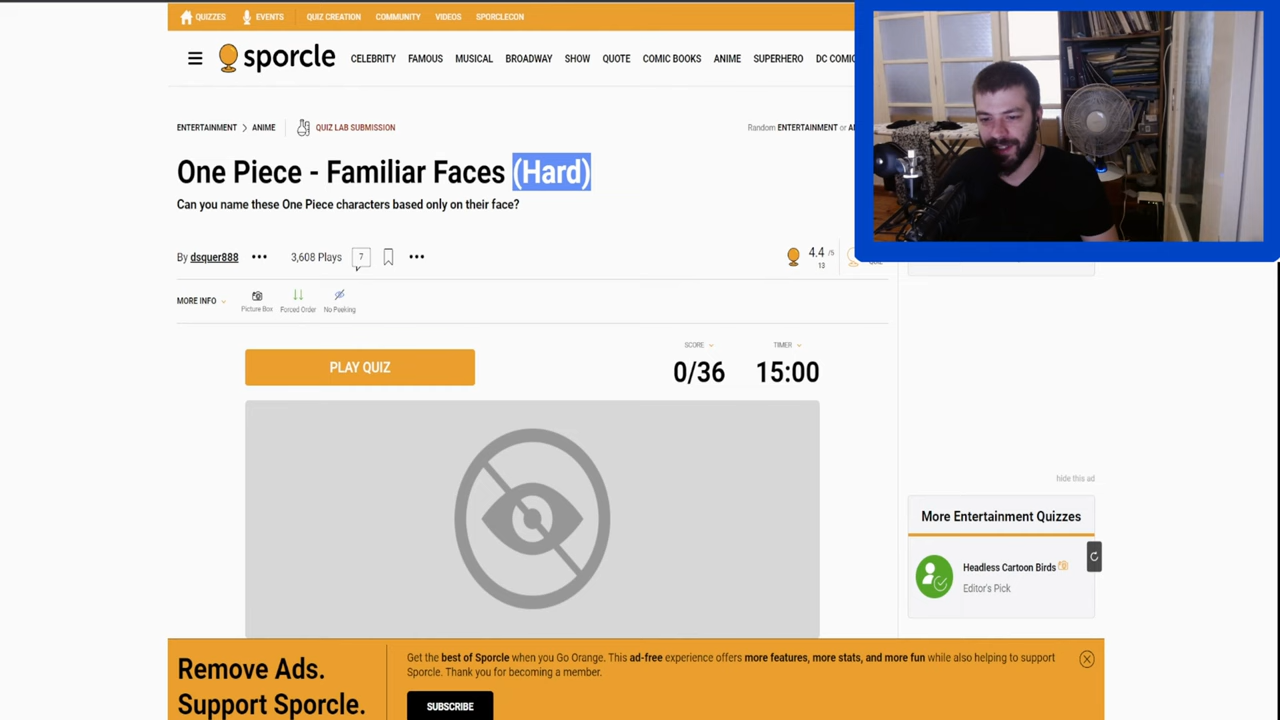 QUIZZES EVENTS QUIZ CREATION COMMUNITY VIDEOS SPORCLECON
sporcle CELEBRITY FAMOUS MUSICAL BROADWAY SHOW QUOTE COMIC BOOKS ANIME SUPERHERO DC COMIC
ENTERTAINMENT > ANIME QUIZ LAB SUBMISSION
Random ENTERTAINMENT or A
One Piece - Familiar Faces (Hard)
Can you name these One Piece characters based only on their face?
By dsquer888 ••• 3,608 Plays 7 •••
4.4 /5
13
MORE INFO
Picture Box Forced Order No Peeking
PLAY QUIZ
SCORE
0/36
TIMER
15:00
hide this ad
More Entertainment Quizzes
Headless Cartoon Birds
Editor's Pick
Remove Ads.
Support Sporcle.
Get the best of Sporcle when you Go Orange. This ad-free experience offers more features, more stats, and more fun while also helping to support
Sporcle. Thank you for becoming a member.
SUBSCRIBE